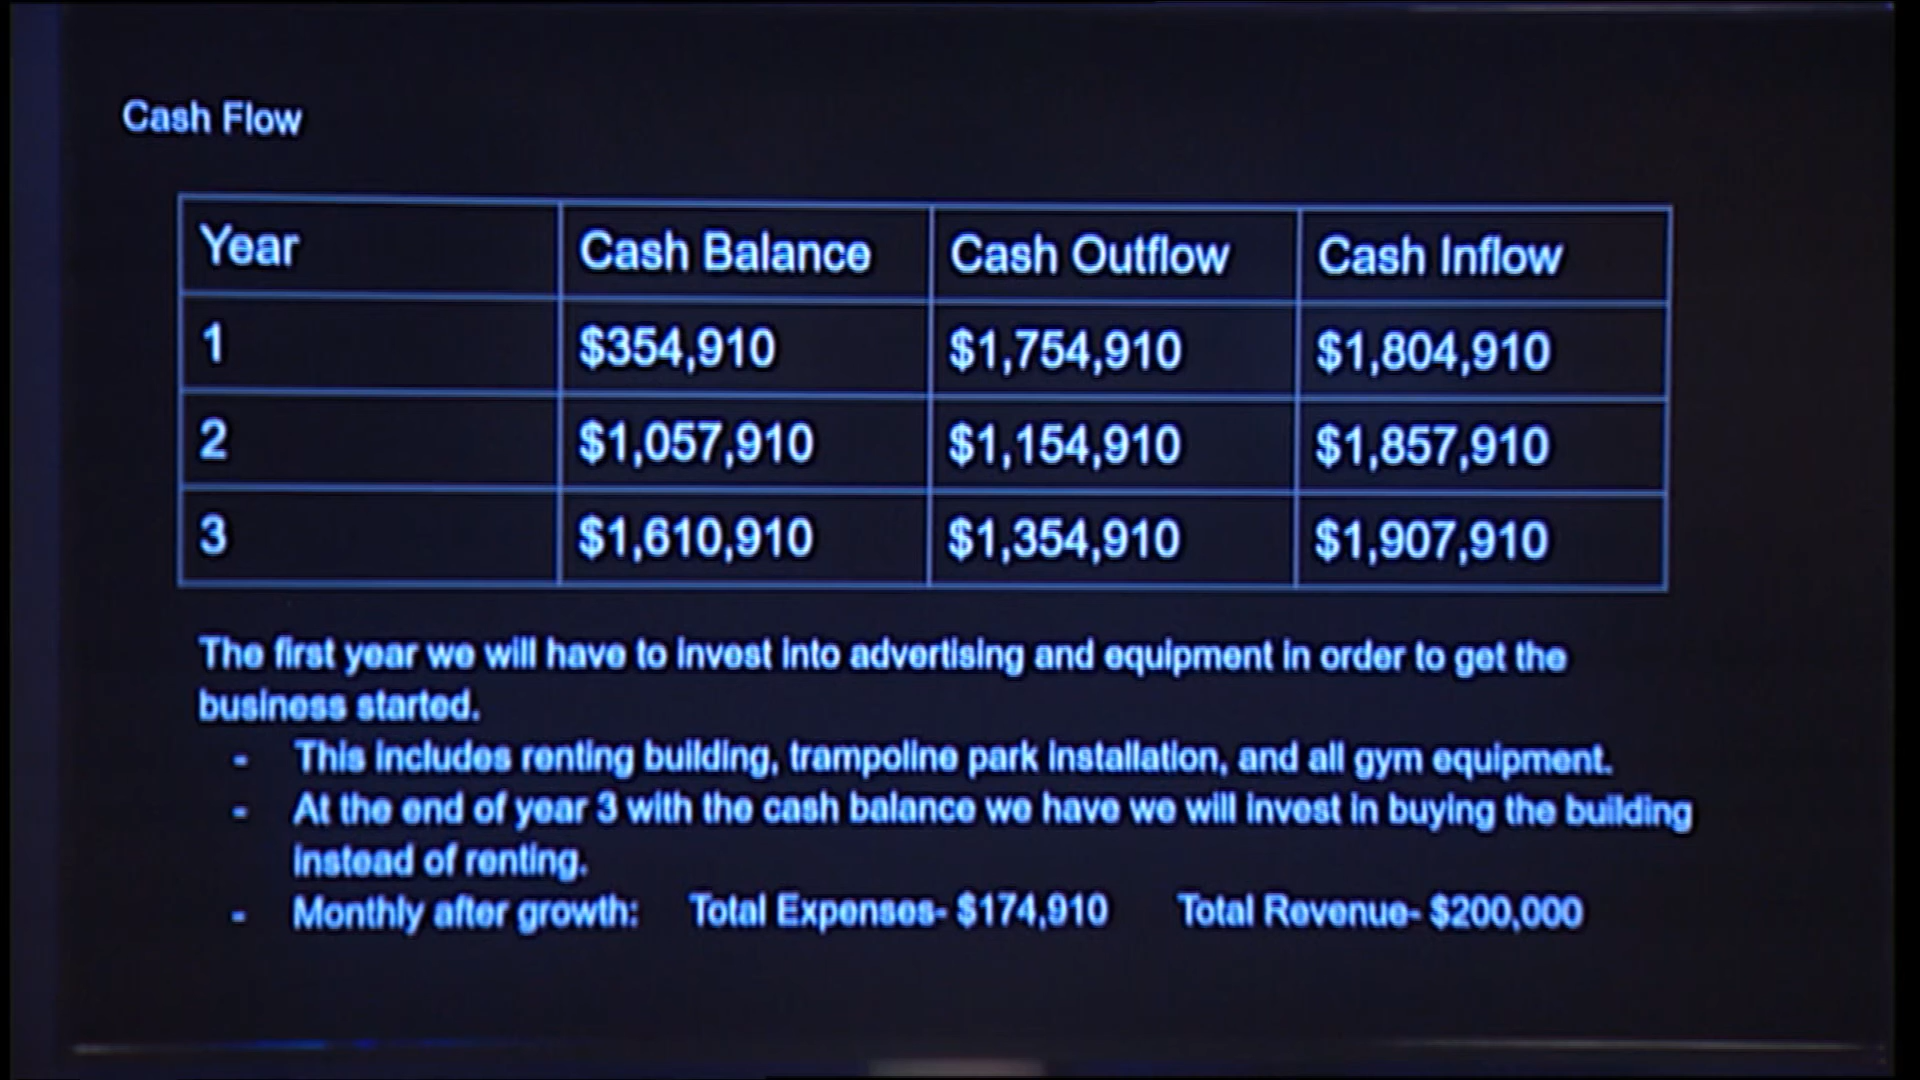 Cash Flow
Year Cash Balance Cash Outflow Cash Inflow
1 $354,910 $1,754,910 $1,804,910
2 $1,057,910 $1,154,910 $1,857,910
3 $1,610,910 $1,354,910 $1,907,910
The first year we will have to invest into advertising and equipment in order to get the
business started.
- This includes renting building, trampoline park installation, and all gym equipment.
- At the end of year 3 with the cash balance we have we will invest in buying the building
instead of renting.
- Monthly after growth: Total Expenses- $174,910 Total Revenue- $200,000